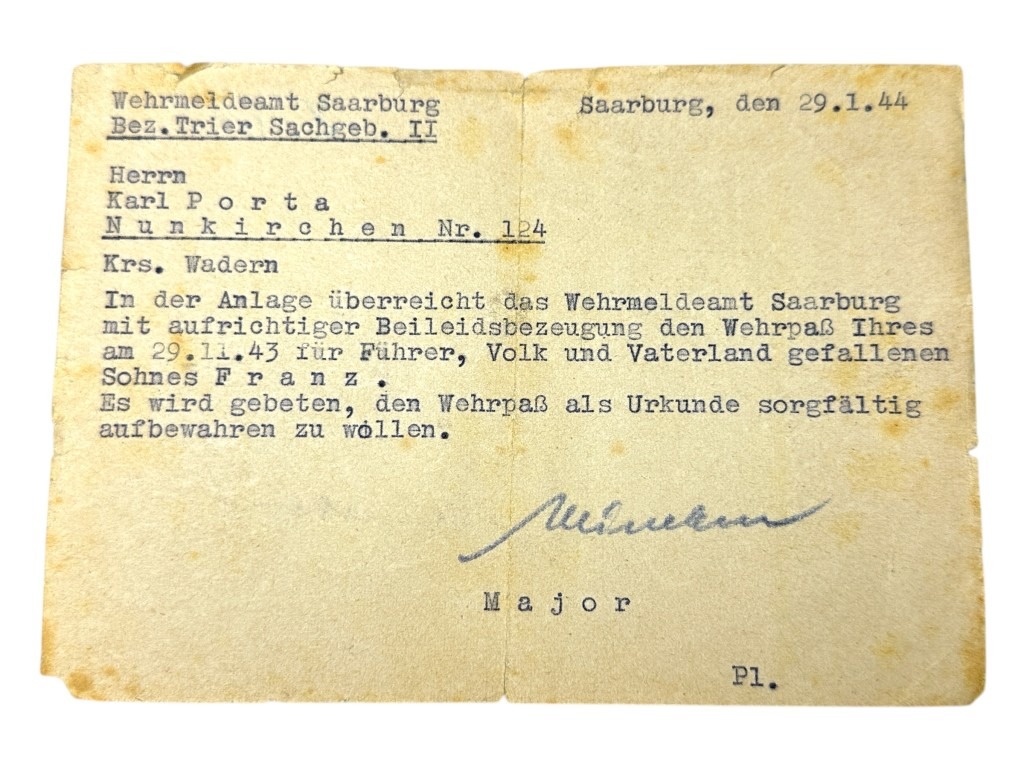 Wehrmeldeamt Saarburg
Saarburg, den 29.1.44
Bez.Trier Sachgeb. II
Herrn
Karl P o r t a
N u n k i r c h e n Nr. 124
Krs. Wadern
In der Anlage überreicht das Wehrmeldeamt Saarburg
mit aufrichtiger Beileidsbezeugung den Wehrpaß Ihres
am 29.11.43 für Führer, Volk und Vaterland gefallenen
Sohnes F r a n z .
Es wird gebeten, den Wehrpaß als Urkunde sorgfältig
aufbewahren zu wollen.
M a j o r
Pl.